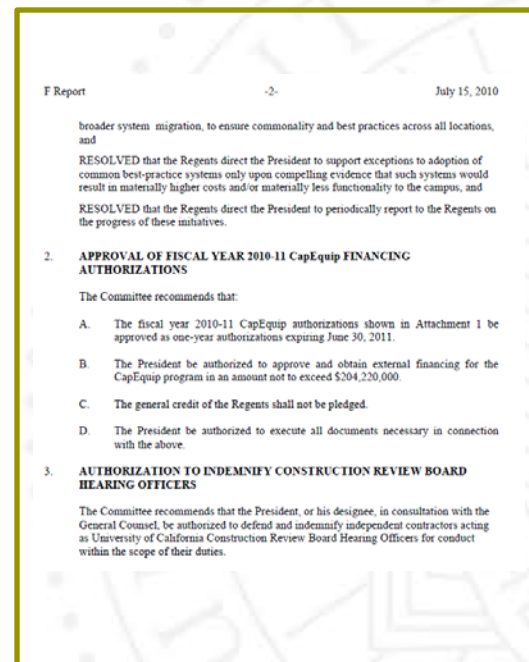 F Report -2- July 15, 2010
broader system migration, to ensure commonality and best practices across all locations,
and
RESOLVED that the Regents direct the President to support exceptions to adoption of
common best-practice systems only upon compelling evidence that such systems would
result in materially higher costs and/or materially less functionality to the campus, and
RESOLVED that the Regents direct the President to periodically report to the Regents on
the progress of these initiatives.
2. APPROVAL OF FISCAL YEAR 2010-11 CapEquip FINANCING
AUTHORIZATIONS
The Committee recommends that:
A. The fiscal year 2010-11 CapEquip authorizations shown in Attachment 1 be
approved as one-year authorizations expiring June 30, 2011.
B. The President be authorized to approve and obtain external financing for the
CapEquip program in an amount not to exceed $204,220,000.
C. The general credit of the Regents shall not be pledged.
D. The President be authorized to execute all documents necessary in connection
with the above.
3. AUTHORIZATION TO INDEMNIFY CONSTRUCTION REVIEW BOARD
HEARING OFFICERS
The Committee recommends that the President, or his designee, in consultation with the
General Counsel, be authorized to defend and indemnify independent contractors acting
as University of California Construction Review Board Hearing Officers for conduct
within the scope of their duties.